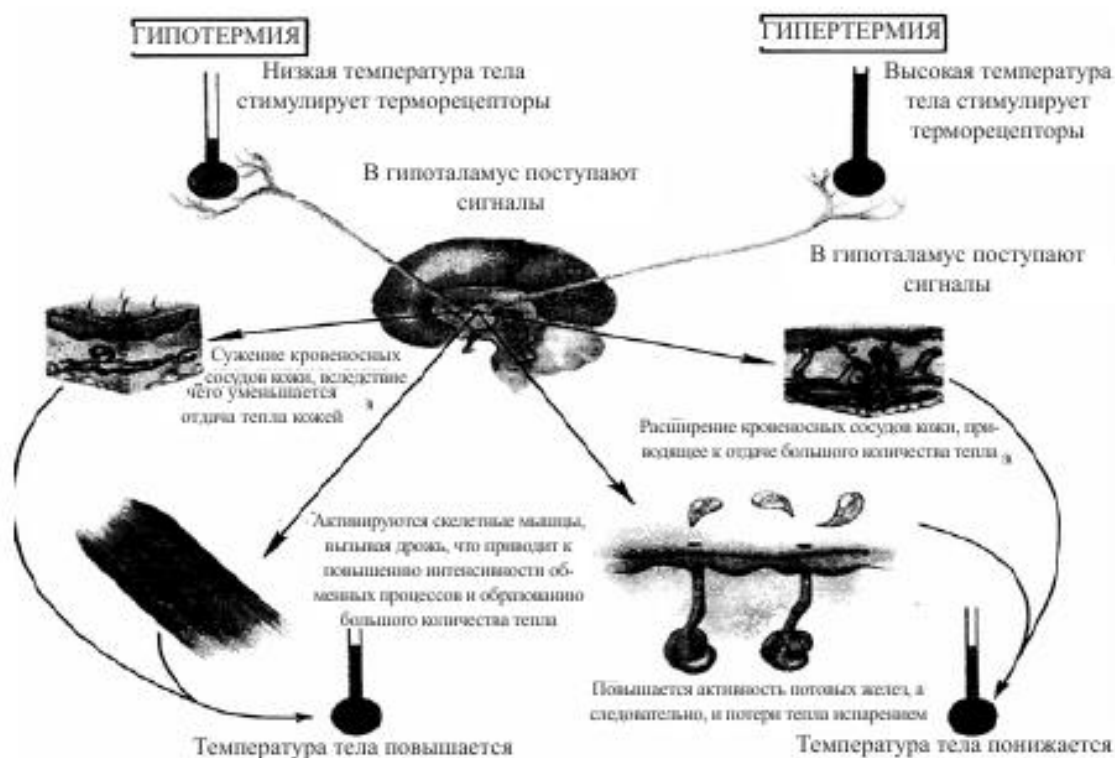 ГИПОТЕРМИЯ
Низкая температура тела
стимулирует терморецепторы
ГИПЕРТЕРМИЯ
Высокая температура
тела стимулирует
терморецепторы
В гипоталамус поступают
сигналы
В гипоталамус поступают
сигналы
Сужение кровеносных
сосудов кожи, вследствие
чего уменьшается
отдача тепла кожей
Расширение кровеносных сосудов кожи, при-
водящее к отдаче большого количества тепла
Активируются скелетные мышцы,
вызывая дрожь, что приводит к
повышению интенсивности об-
менных процессов и образованию
большого количества тепла
Повышается активность потовых желез, а
следовательно, и потери тепла испарением
Температура тела повышается
Температура тела понижается